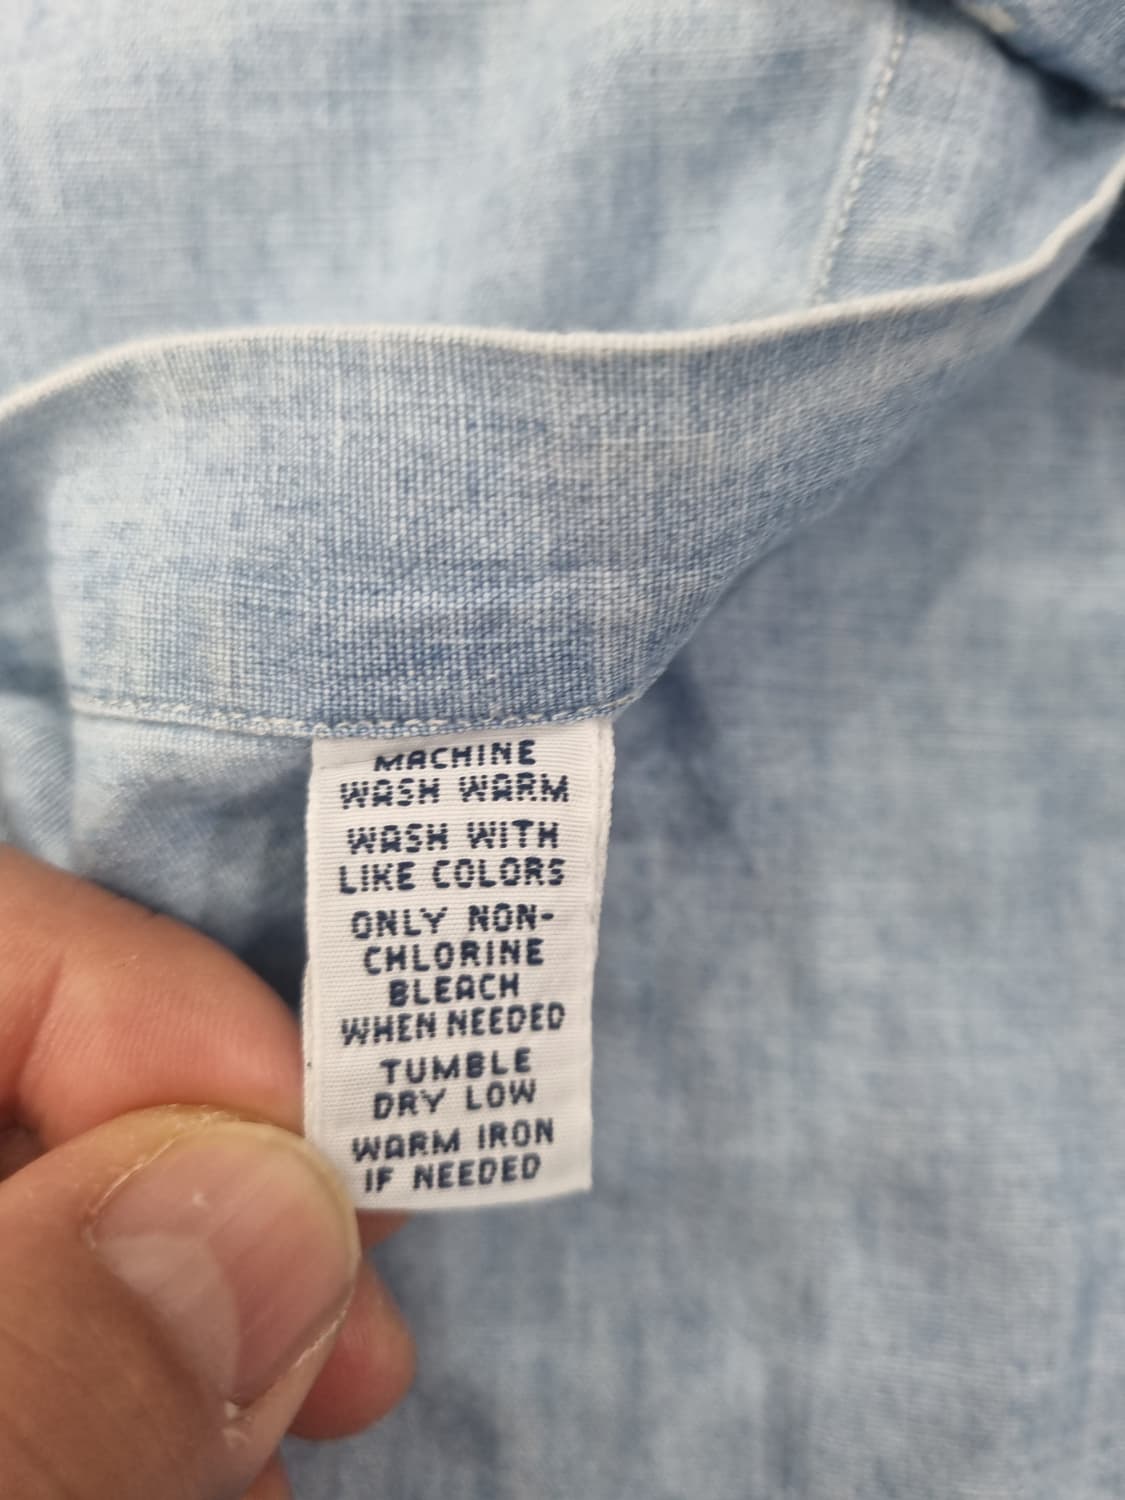 MACHINE
WASH WARM
WASH WITH
LIKE COLORS
ONLY NON-
CHLORINE
BLEACH
WHEN NEEDED
TUMBLE
DRY LOW
WARM IRON
IF NEEDED